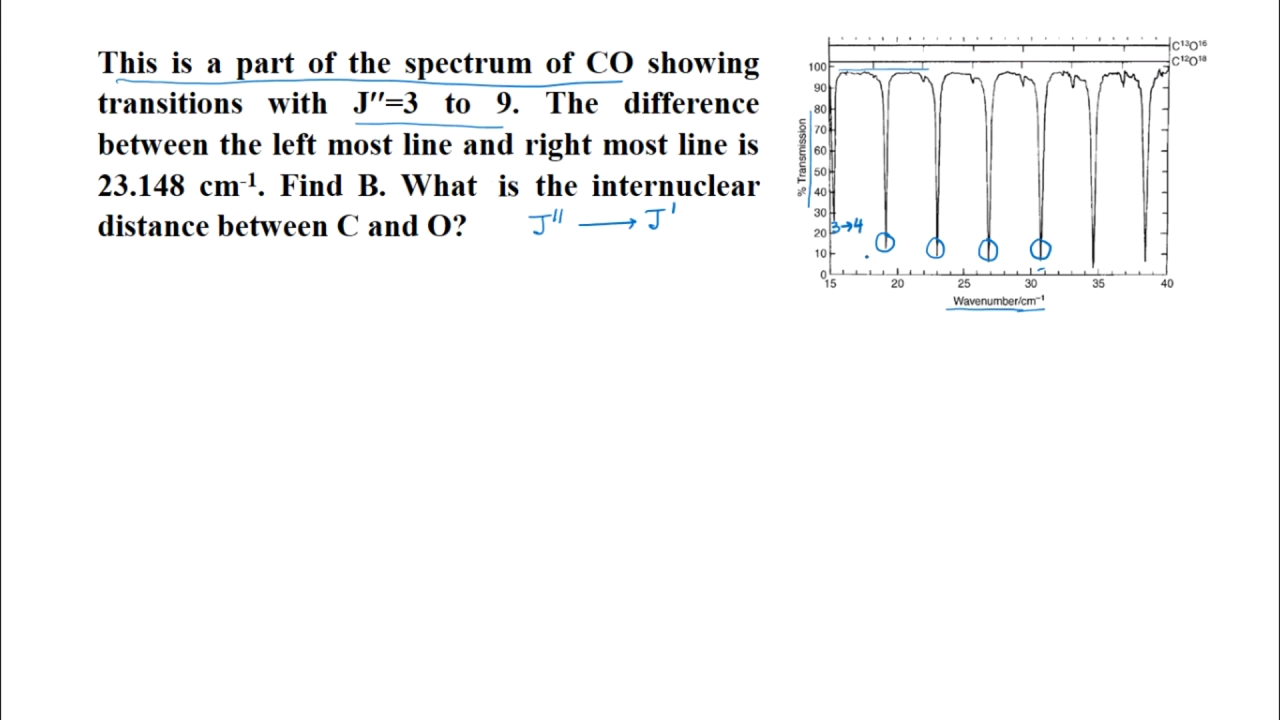 This is a part of the spectrum of CO showing
transitions with J″=3 to 9. The difference
between the left most line and right most line is
23.148 cm⁻¹. Find B. What is the internuclear
distance between C and O?
J″ ⟶ J′
C¹³O¹⁶
C¹²O¹⁸
100
90
80
70
60
50
40
30
20
10
0
% Transmission
3→4
15 20 25 30 35 40
Wavenumber/cm⁻¹